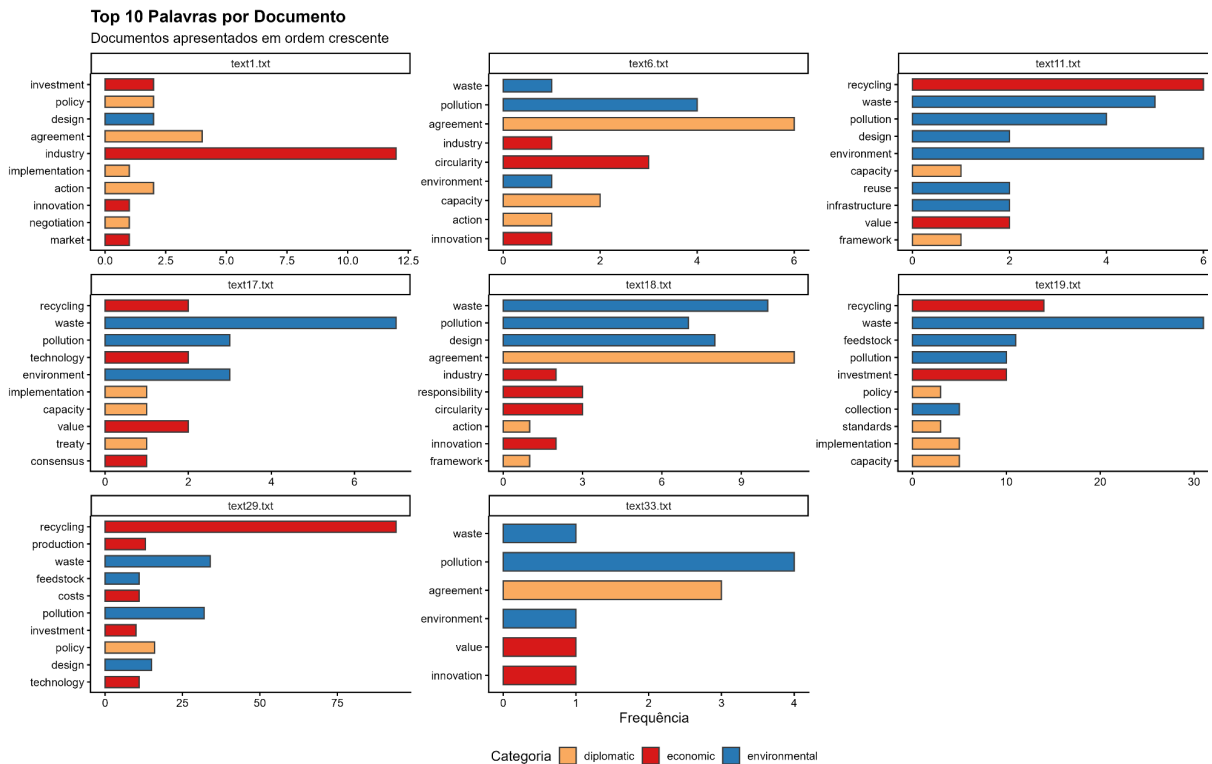 Top 10 Palavras por Documento
Documentos apresentados em ordem crescente
text1.txt
investment
policy
design
agreement
industry
implementation
action
innovation
negotiation
market
0.0 2.5 5.0 7.5 10.0 12.5
text6.txt
waste
pollution
agreement
industry
circularity
environment
capacity
action
innovation
0 2 4 6
text11.txt
recycling
waste
pollution
design
environment
capacity
reuse
infrastructure
value
framework
0 2 4 6
text17.txt
recycling
waste
pollution
technology
environment
implementation
capacity
value
treaty
consensus
0 2 4 6
text18.txt
waste
pollution
design
agreement
industry
responsibility
circularity
action
innovation
framework
0 3 6 9
text19.txt
recycling
waste
feedstock
pollution
investment
policy
collection
standards
implementation
capacity
0 10 20 30
text29.txt
recycling
production
waste
feedstock
costs
pollution
investment
policy
design
technology
0 25 50 75
text33.txt
waste
pollution
agreement
environment
value
innovation
0 1 2 3 4
Frequência
Categoria diplomatic economic environmental